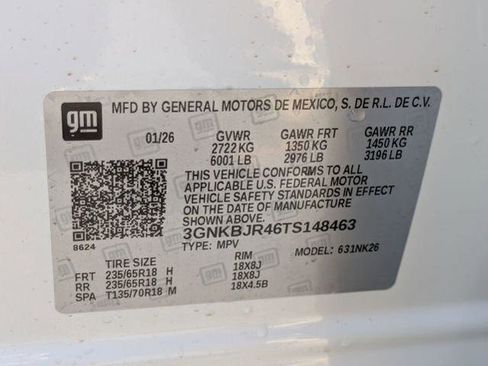 gm MFD BY GENERAL MOTORS DE MEXICO, S. DE R.L. DE C.V.
01/26 GVWR GAWR FRT GAWR RR
2722 KG 1350 KG 1450 KG
6001 LB 2976 LB 3196 LB
THIS VEHICLE CONFORMS TO ALL
APPLICABLE U.S. FEDERAL MOTOR
VEHICLE SAFETY STANDARDS IN EFFECT
ON THE DATE OF MANUFACTURE
SHOWN ABOVE.
3GNKBJR46TS148463
8624 TYPE: MPV MODEL: 631NK26
TIRE SIZE RIM
FRT 235/65R18 H 18X8J
RR 235/65R18 H 18X8J
SPA T135/70R18 M 18X4.5B